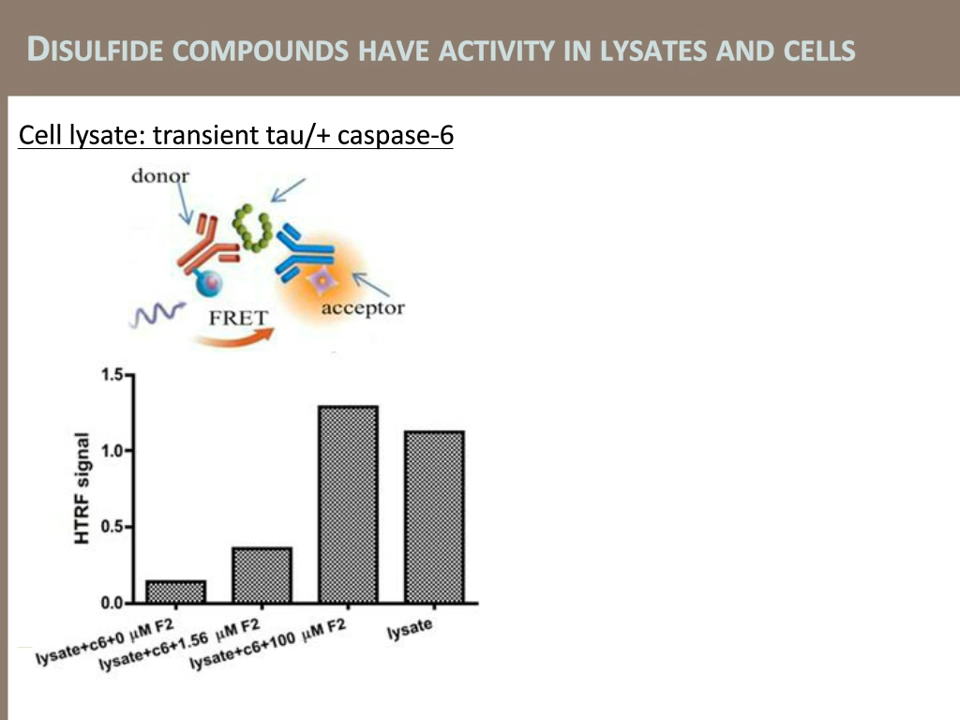 DISULFIDE COMPOUNDS HAVE ACTIVITY IN LYSATES AND CELLS
Cell lysate: transient tau/+ caspase-6
donor
acceptor
FRET
1.5
1.0
0.5
0.0
HTRF signal
lysate+c6+0 μM F2
lysate+c6+1.56 μM F2
lysate+c6+100 μM F2
lysate